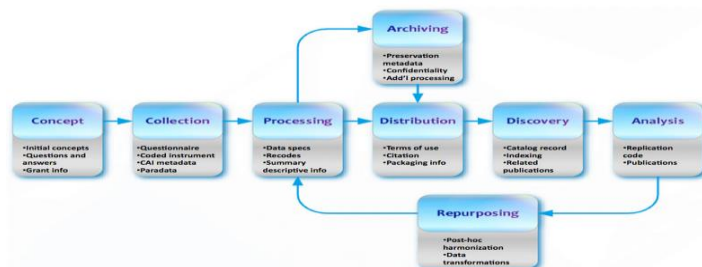 Archiving
•Preservation
metadata
•Confidentiality
•Add'l processing
Concept
•Initial concepts
•Questions and
answers
•Grant info
Collection
•Questionnaire
•Coded instrument
•CAI metadata
•Paradata
Processing
•Data specs
•Recodes
•Summary
descriptive info
Distribution
•Terms of use
•Citation
•Packaging info
Discovery
•Catalog record
•Indexing
•Related
publications
Analysis
•Replication
code
•Publications
Repurposing
•Post-hoc
harmonization
•Data
transformations